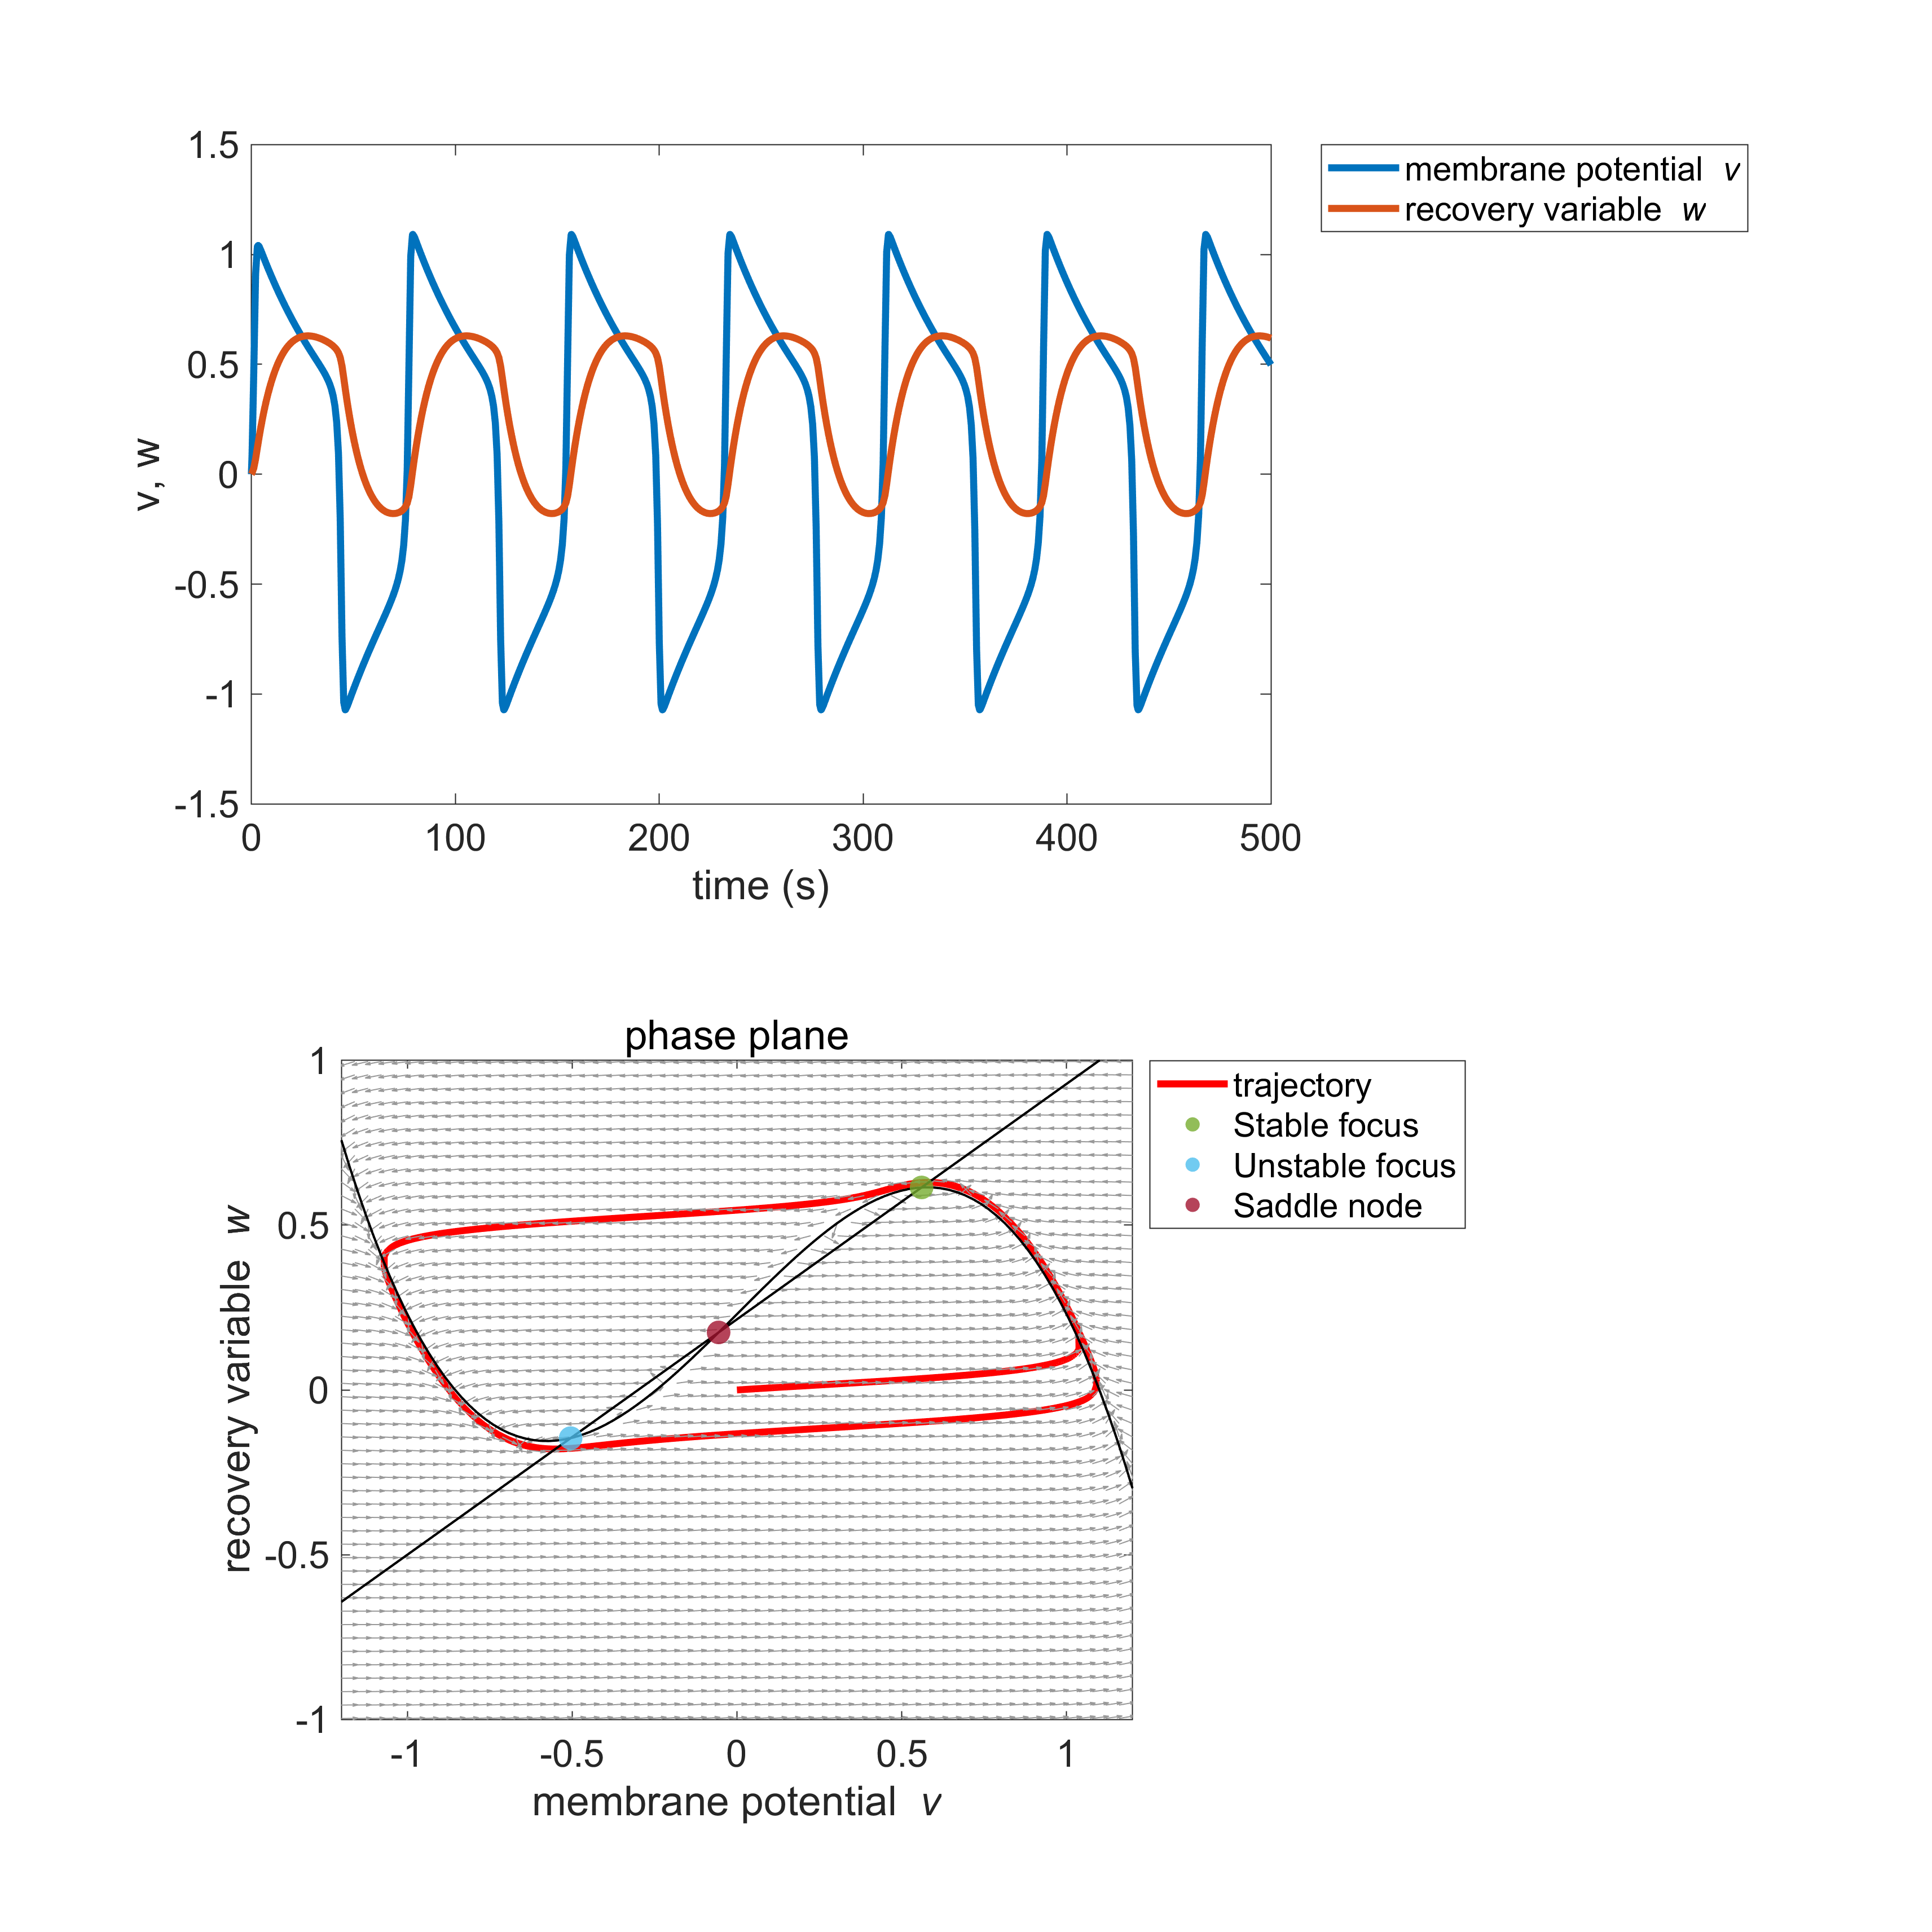 1.5
1
0.5
0
-0.5
-1
-1.5
v, w
0 100 200 300 400 500
time (s)
membrane potential v
recovery variable w
phase plane
1
0.5
0
-0.5
-1
recovery variable w
-1 -0.5 0 0.5 1
membrane potential v
trajectory
Stable focus
Unstable focus
Saddle node